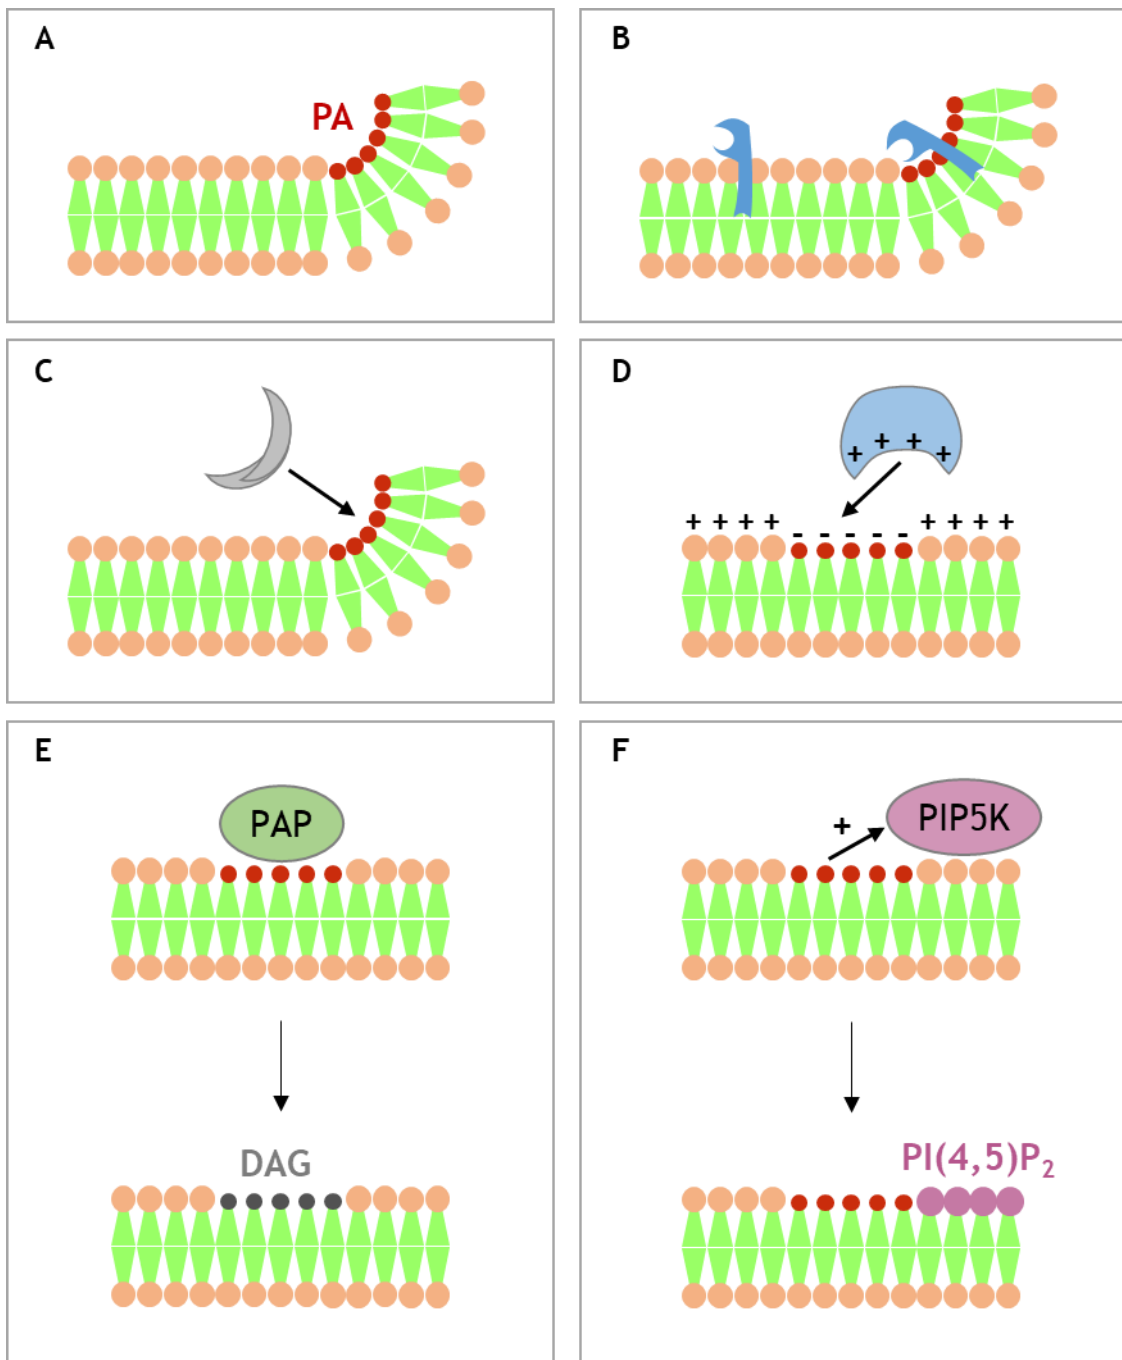 A
PA
B
C
D
+ + + +
+ + + + - - - - - + + + +
E
PAP
DAG
F
+
PIP5K
PI(4,5)P₂